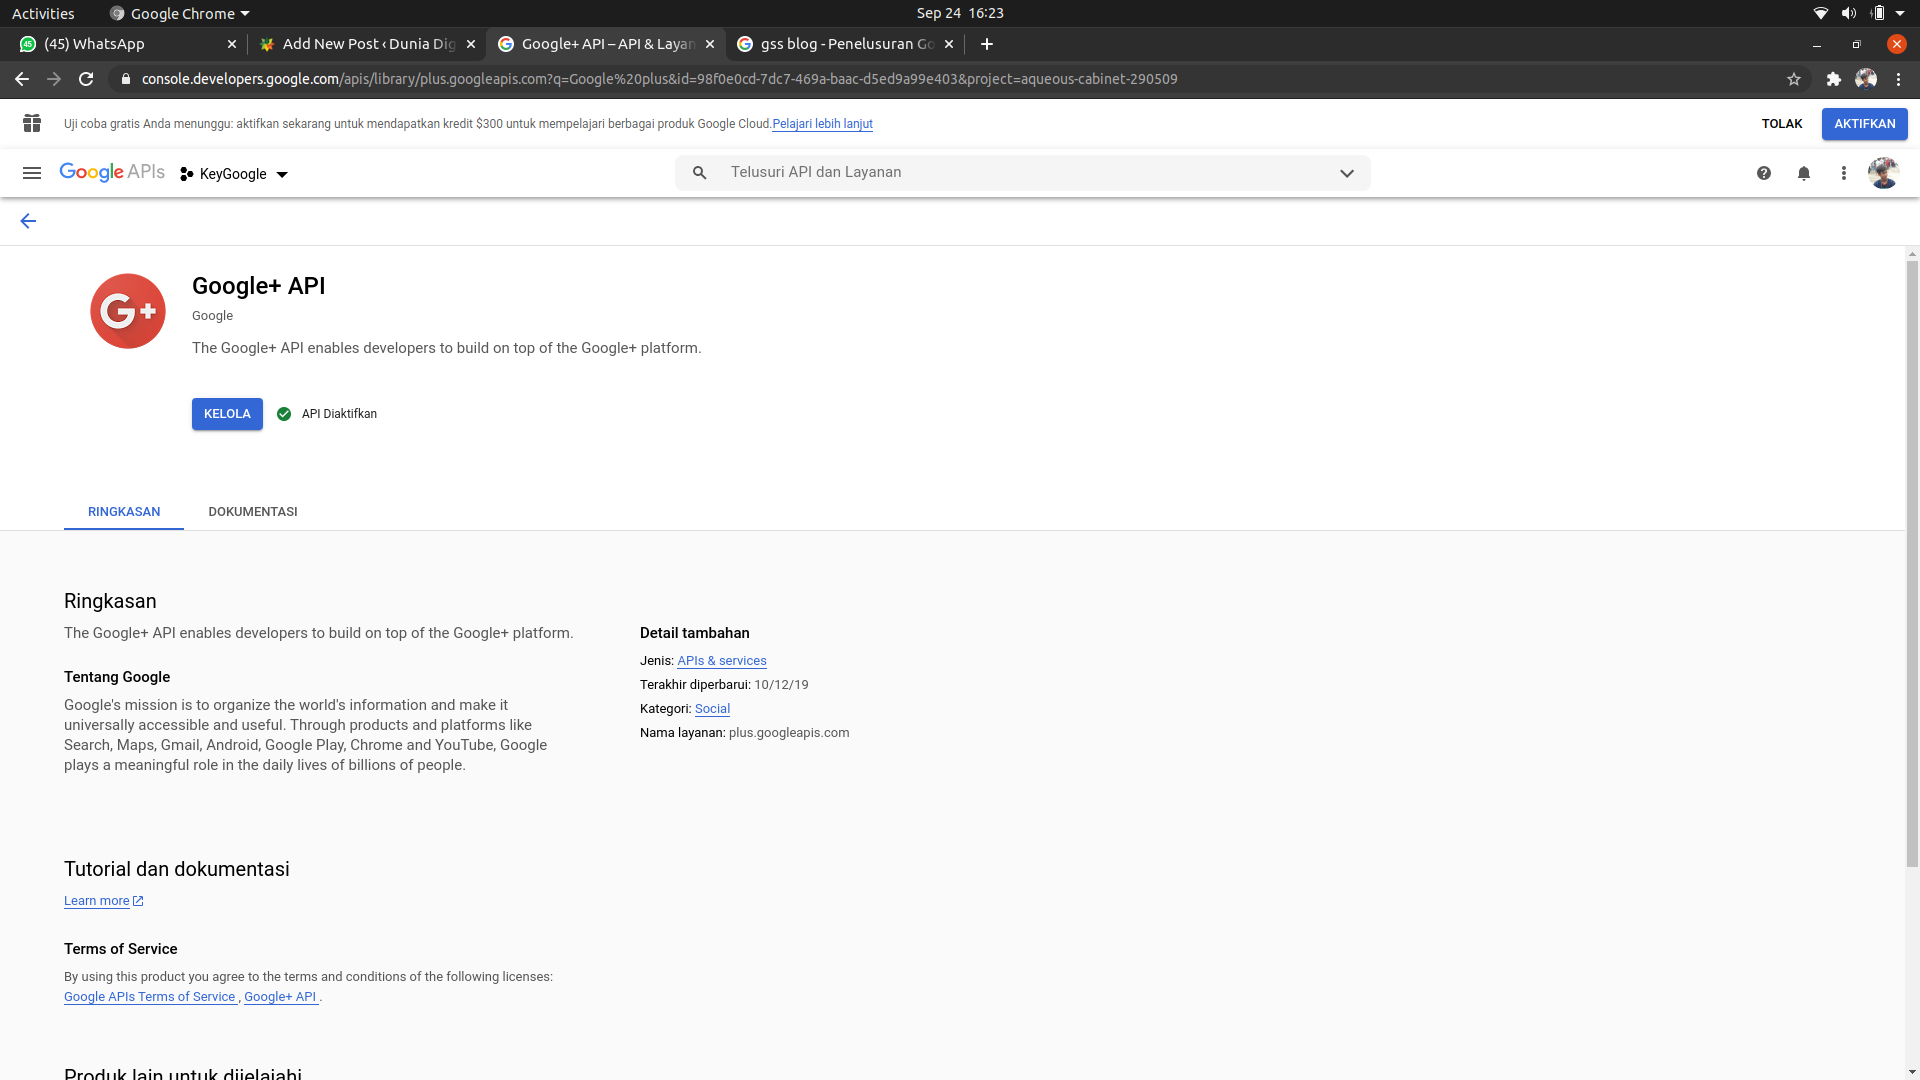 Activities
Google Chrome
Sep 24 16:23
(45) WhatsApp
Add New Post ‹ Dunia Dig
Google+ API – API & Layan
gss blog - Penelusuran Go
console.developers.google.com/apis/library/plus.googleapis.com?q=Google%20plus&id=98f0e0cd-7dc7-469a-baac-d5ed9a99e403&project=aqueous-cabinet-290509
Uji coba gratis Anda menunggu: aktifkan sekarang untuk mendapatkan kredit $300 untuk mempelajari berbagai produk Google Cloud.Pelajari lebih lanjut
TOLAK
AKTIFKAN
Google APIs
KeyGoogle
Telusuri API dan Layanan
G+
Google+ API
Google
The Google+ API enables developers to build on top of the Google+ platform.
KELOLA
API Diaktifkan
RINGKASAN
DOKUMENTASI
Ringkasan
The Google+ API enables developers to build on top of the Google+ platform.
Tentang Google
Google's mission is to organize the world's information and make it
universally accessible and useful. Through products and platforms like
Search, Maps, Gmail, Android, Google Play, Chrome and YouTube, Google
plays a meaningful role in the daily lives of billions of people.
Detail tambahan
Jenis: APIs & services
Terakhir diperbarui: 10/12/19
Kategori: Social
Nama layanan: plus.googleapis.com
Tutorial dan dokumentasi
Learn more
Terms of Service
By using this product you agree to the terms and conditions of the following licenses:
Google APIs Terms of Service , Google+ API .
Produk lain untuk dijelajahi